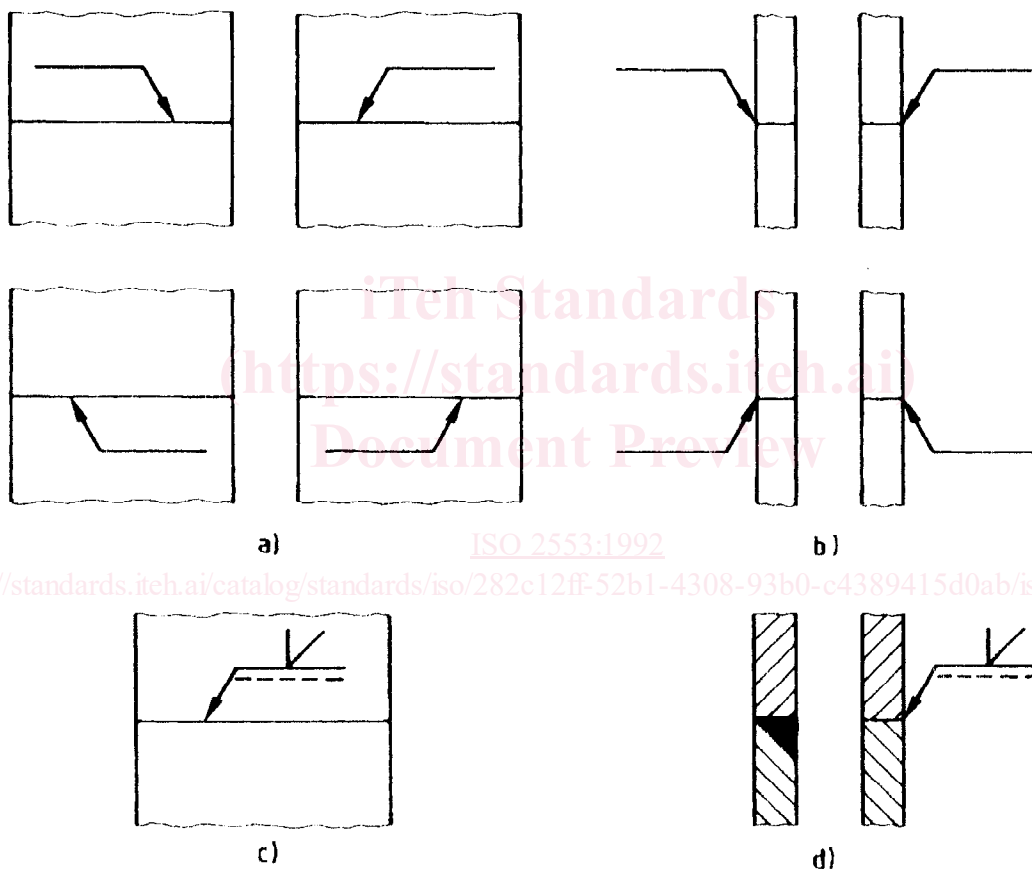 iTeh Standards
(https://standards.iteh.ai)
Document Preview
a)
ISO 2553:1992
b)
//standards.iteh.ai/catalog/standards/iso/282c12ff-52b1-4308-93b0-c4389415d0ab/is
c)
d)